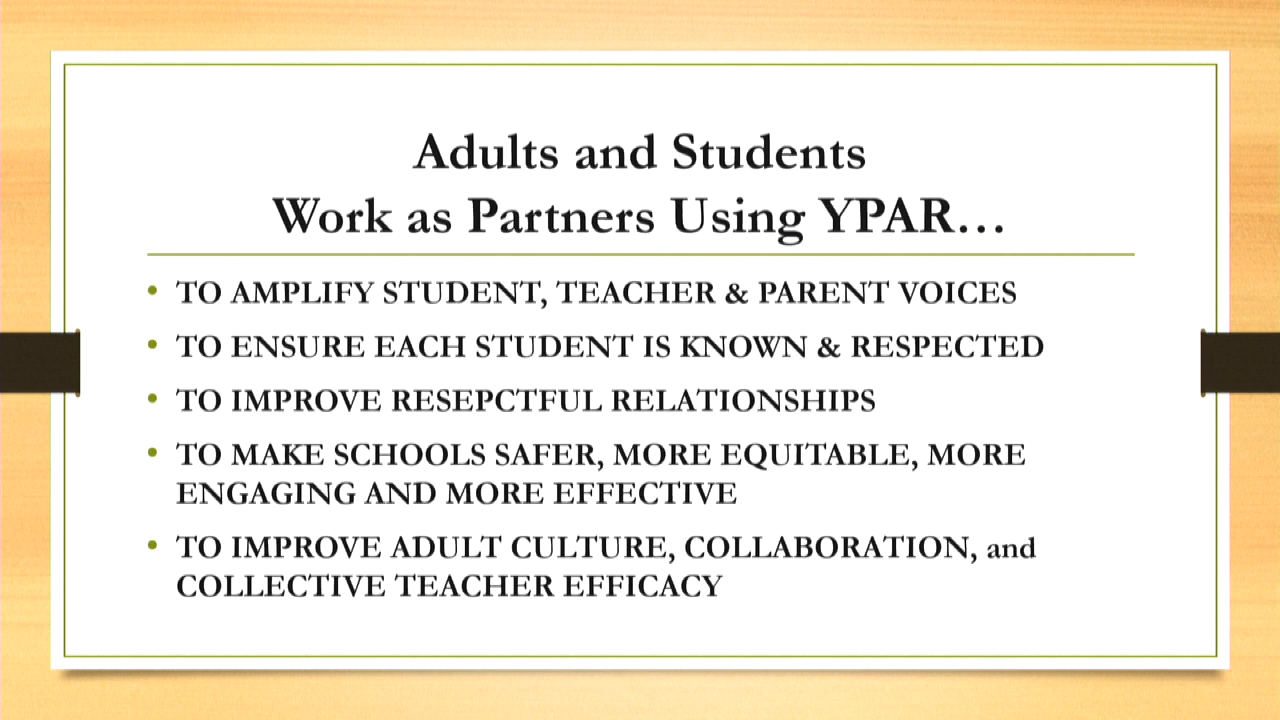 Adults and Students
Work as Partners Using YPAR…
• TO AMPLIFY STUDENT, TEACHER & PARENT VOICES
• TO ENSURE EACH STUDENT IS KNOWN & RESPECTED
• TO IMPROVE RESEPCTFUL RELATIONSHIPS
• TO MAKE SCHOOLS SAFER, MORE EQUITABLE, MORE
ENGAGING AND MORE EFFECTIVE
• TO IMPROVE ADULT CULTURE, COLLABORATION, and
COLLECTIVE TEACHER EFFICACY